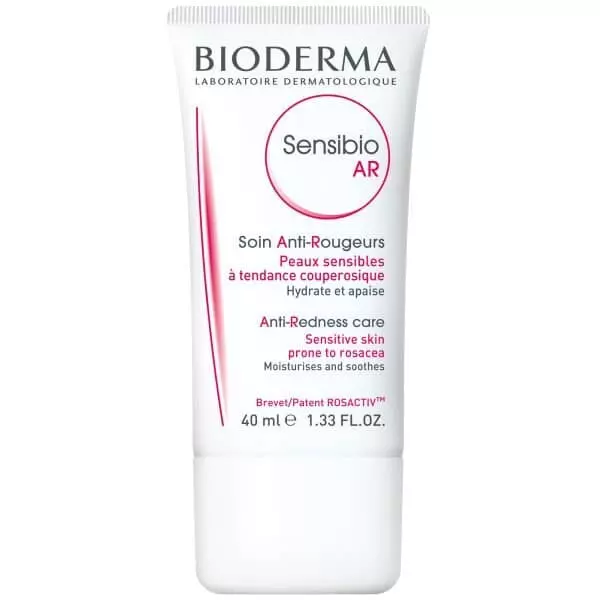 BIODERMA
LABORATOIRE DERMATOLOGIQUE
Sensibio
AR
Soin Anti-Rougeurs
Peaux sensibles
à tendance couperosique
Hydrate et apaise
Anti-Redness care
Sensitive skin
prone to rosacea
Moisturises and soothes
Brevet/Patent ROSACTIV™
40 ml ℮ 1.33 FL.OZ.